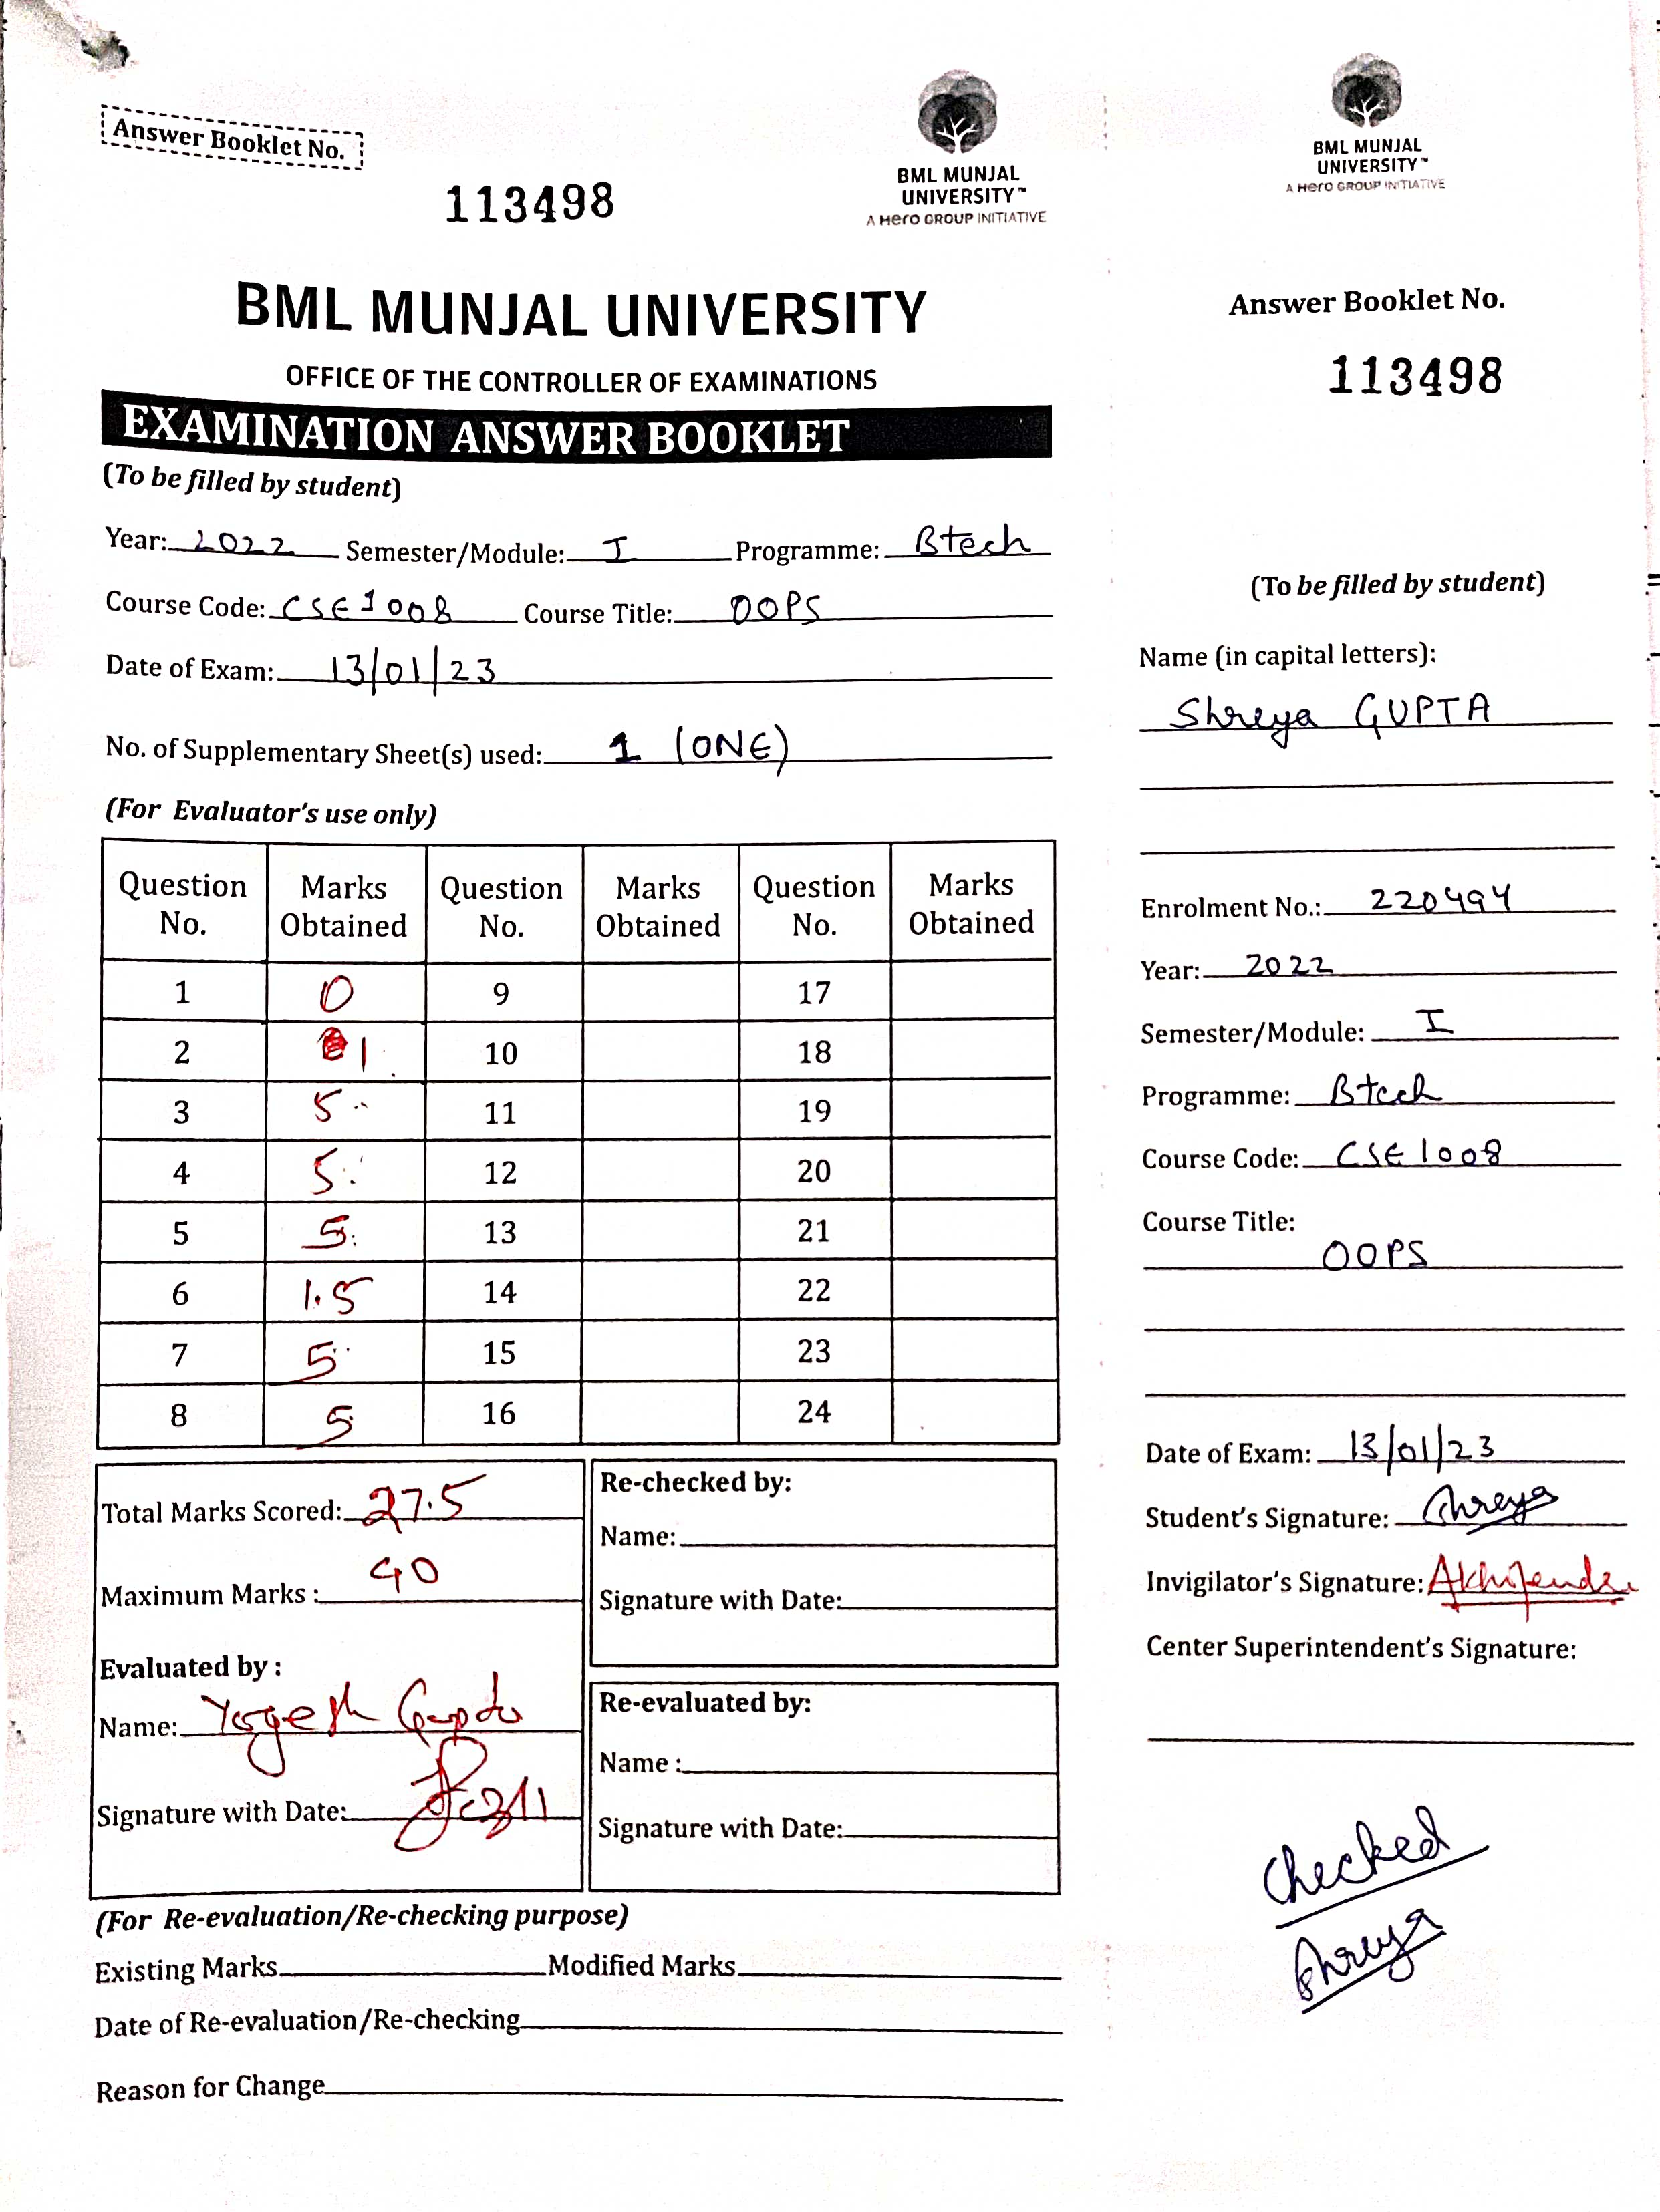 Answer Booklet No.
113498
BML MUNJAL
UNIVERSITY™
A Hero GROUP INITIATIVE
BML MUNJAL UNIVERSITY
OFFICE OF THE CONTROLLER OF EXAMINATIONS
EXAMINATION ANSWER BOOKLET
(To be filled by student)
Year: 2022 Semester/Module: I Programme: Btech
Course Code: CSE1008 Course Title: OOPS
Date of Exam: 13/01/23
No. of Supplementary Sheet(s) used: 1 (ONE)
(For Evaluator's use only)
Question No. Marks Obtained Question No. Marks Obtained Question No. Marks Obtained
1 0 9 17
2 1 10 18
3 5 11 19
4 5 12 20
5 5 13 21
6 1.5 14 22
7 5 15 23
8 5 16 24
Total Marks Scored: 27.5
Maximum Marks : 40
Evaluated by :
Name: Yogesh Gupta
Signature with Date:
Re-checked by:
Name:
Signature with Date:
Re-evaluated by:
Name :
Signature with Date:
(For Re-evaluation/Re-checking purpose)
Existing Marks Modified Marks
Date of Re-evaluation/Re-checking
Reason for Change
BML MUNJAL
UNIVERSITY™
A Hero GROUP INITIATIVE
Answer Booklet No.
113498
(To be filled by student)
Name (in capital letters):
Shreya GUPTA
Enrolment No.: 220494
Year: 2022
Semester/Module: I
Programme: Btech
Course Code: CSE1008
Course Title:
OOPS
Date of Exam: 13/01/23
Student's Signature: Shreya
Invigilator's Signature:
Center Superintendent's Signature:
Checked
Shreya